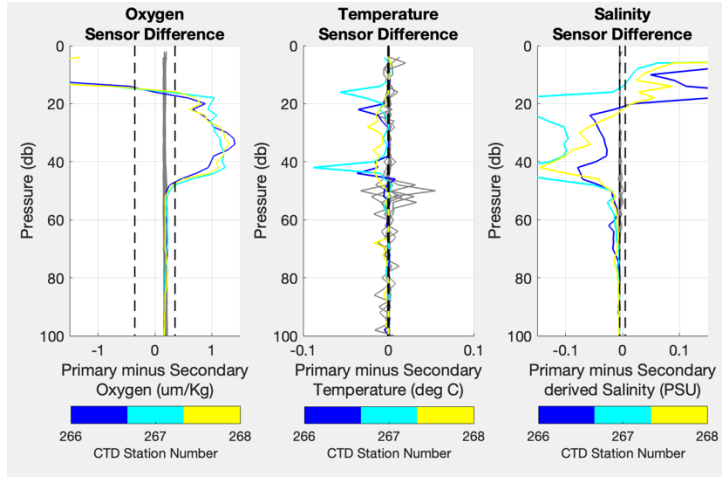 Oxygen
Sensor Difference
0
20
40
60
80
100
Pressure (db)
-1
0
1
Primary minus Secondary
Oxygen (um/Kg)
266
267
268
CTD Station Number
Temperature
Sensor Difference
0
20
40
60
80
100
Pressure (db)
-0.1
0
0.1
Primary minus Secondary
Temperature (deg C)
266
267
268
CTD Station Number
Salinity
Sensor Difference
0
20
40
60
80
100
Pressure (db)
-0.1
0
0.1
Primary minus Secondary
derived Salinity (PSU)
266
267
268
CTD Station Number